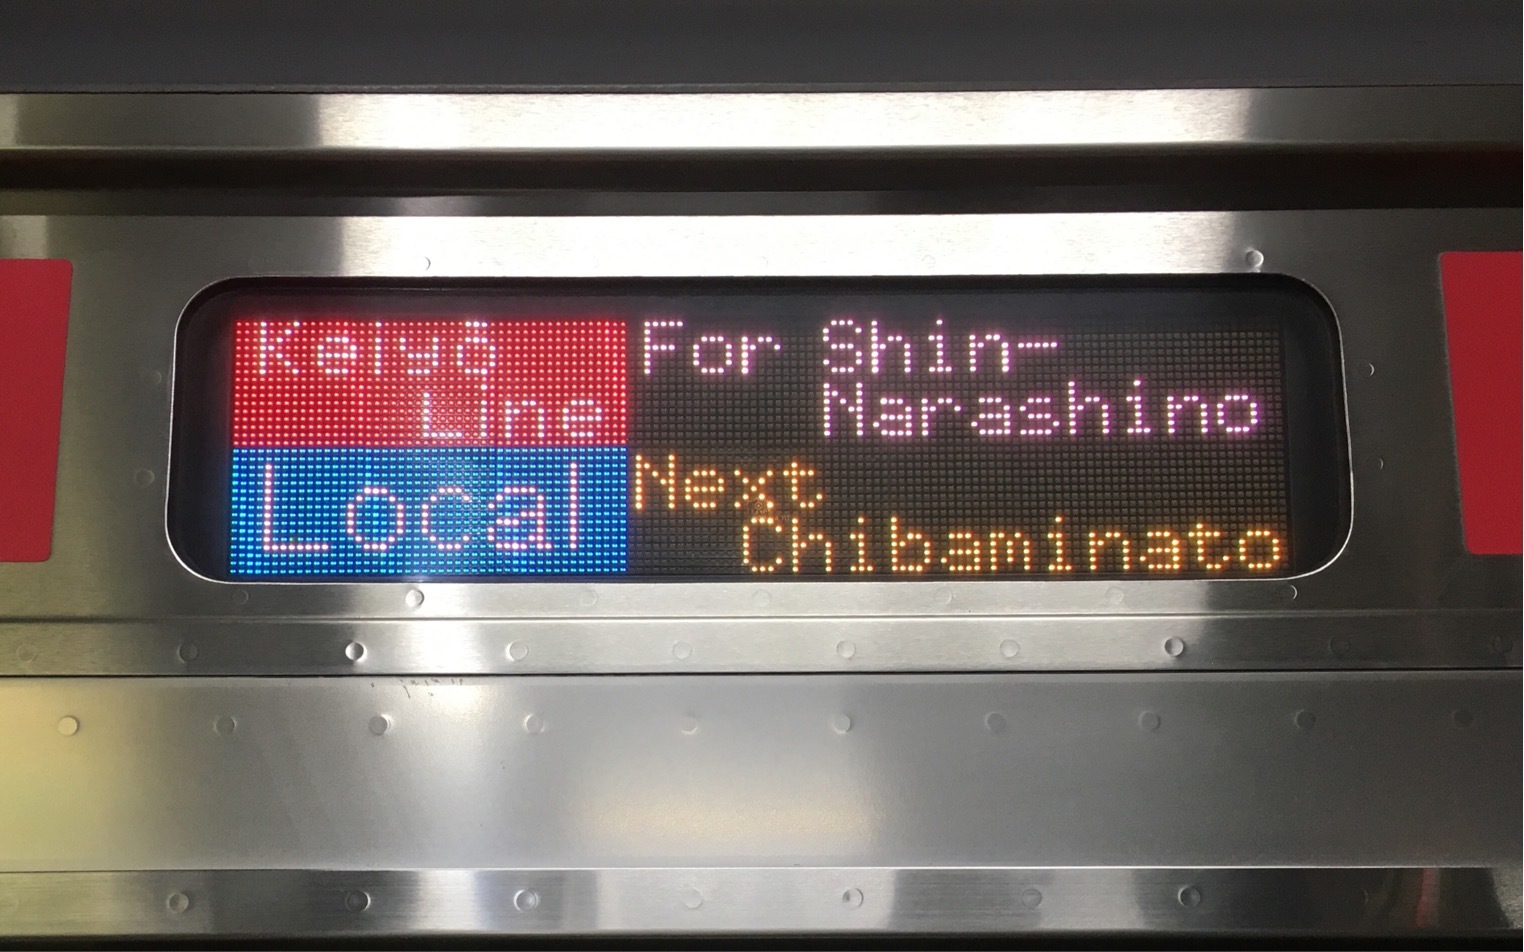 Keiyō
Line
Local
For Shin-
Narashino
Next
Chibaminato